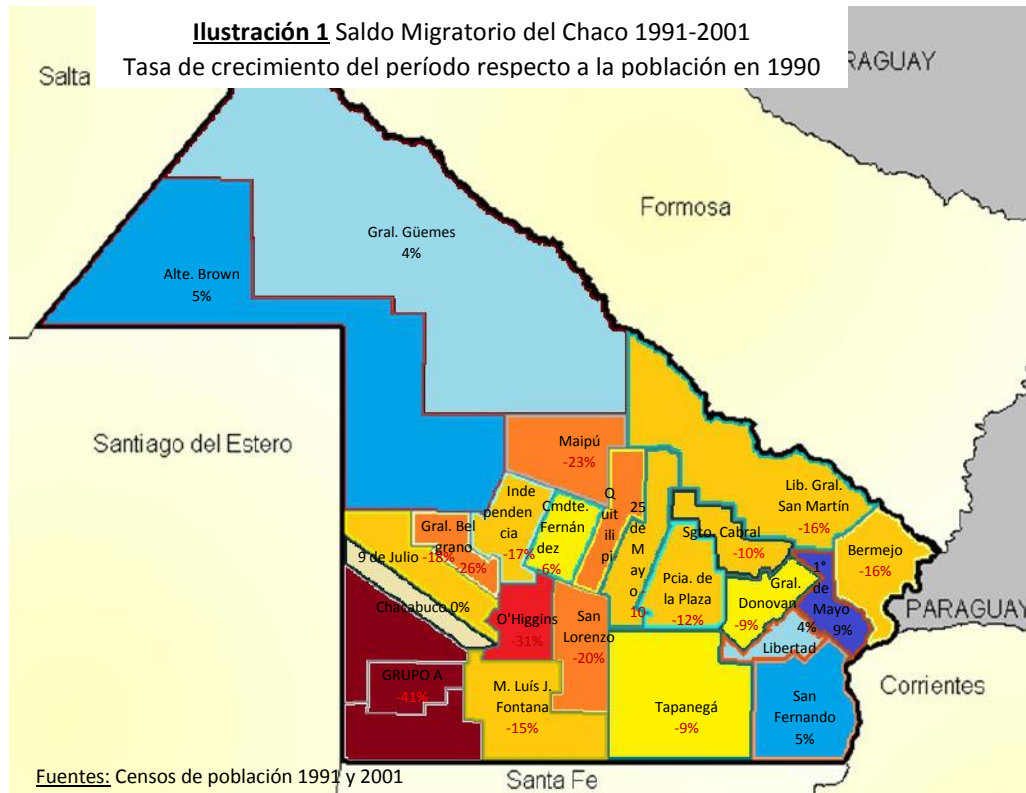 Ilustración 1 Saldo Migratorio del Chaco 1991-2001
Tasa de crecimiento del período respecto a la población en 1990
Salta
RAGUAY
Formosa
Gral. Güemes
4%
Alte. Brown
5%
Santiago del Estero
Maipú
-23%
Inde
penden
cia
-17%
Cmdte.
Fernán
dez
6%
Q
uit
ili
pi
25
de M
ay
o
10
Lib. Gral.
San Martín
-16%
Sgto. Cabral
-10%
Bermejo
-16%
Gral. Bel
grano
-26%
9 de Julio
-18%
Chacabuco 0%
Pcia. de
la Plaza
-12%
Gral.
Donovan
-9%
1°
de
Mayo
9%
PARAGUAY
O'Higgins
-31%
San
Lorenzo
-20%
4%
Libertad
GRUPO A
-41%
M. Luís J.
Fontana
-15%
Tapanegá
-9%
San
Fernando
5%
Corrientes
Fuentes: Censos de población 1991 y 2001
Santa Fe